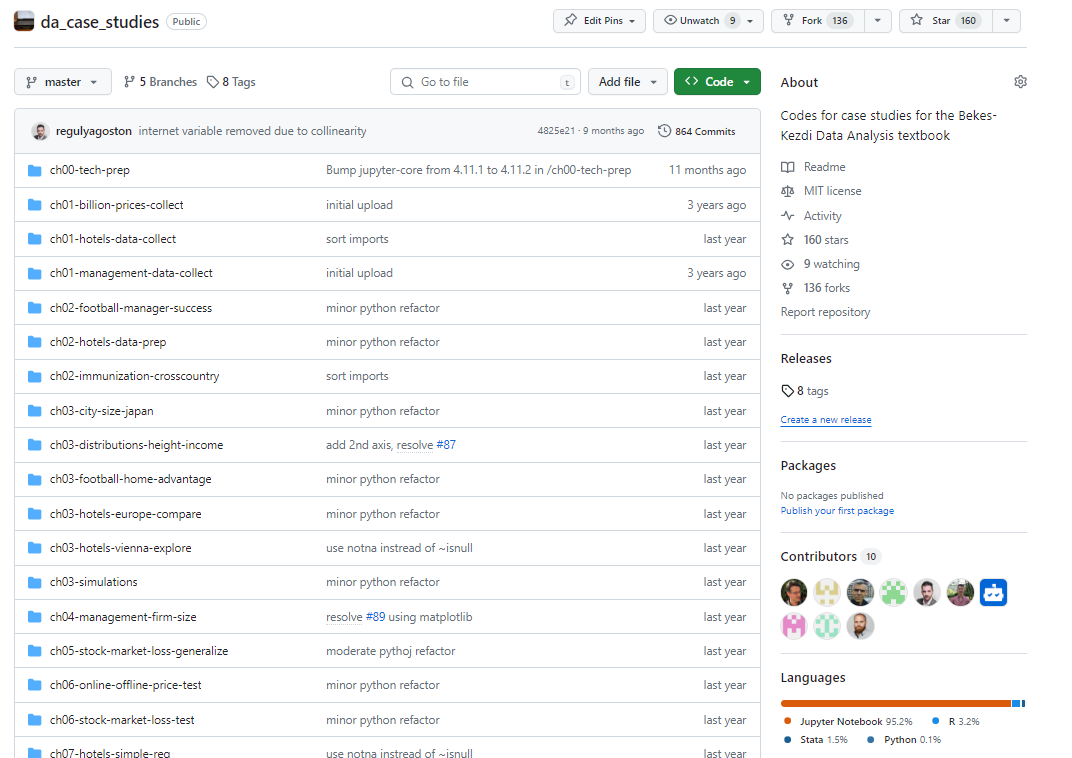 da_case_studies Public Edit Pins Unwatch 9 Fork 136 Star 160
master 5 Branches 8 Tags Go to file t Add file Code
regulyagoston internet variable removed due to collinearity 4825e21 · 9 months ago 864 Commits
ch00-tech-prep Bump jupyter-core from 4.11.1 to 4.11.2 in /ch00-tech-prep 11 months ago
ch01-billion-prices-collect initial upload 3 years ago
ch01-hotels-data-collect sort imports last year
ch01-management-data-collect initial upload 3 years ago
ch02-football-manager-success minor python refactor last year
ch02-hotels-data-prep minor python refactor last year
ch02-immunization-crosscountry sort imports last year
ch03-city-size-japan minor python refactor last year
ch03-distributions-height-income add 2nd axis, resolve #87 last year
ch03-football-home-advantage minor python refactor last year
ch03-hotels-europe-compare minor python refactor last year
ch03-hotels-vienna-explore use notna instread of ~isnull last year
ch03-simulations minor python refactor last year
ch04-management-firm-size resolve #89 using matplotlib last year
ch05-stock-market-loss-generalize moderate pythoj refactor last year
ch06-online-offline-price-test minor python refactor last year
ch06-stock-market-loss-test minor python refactor last year
ch07-hotels-simple-reg use notna instread of ~isnull last year
About
Codes for case studies for the Bekes-
Kezdi Data Analysis textbook
Readme
MIT license
Activity
160 stars
9 watching
136 forks
Report repository
Releases
8 tags
Create a new release
Packages
No packages published
Publish your first package
Contributors 10
Languages
Jupyter Notebook 95.2% R 3.2%
Stata 1.5% Python 0.1%